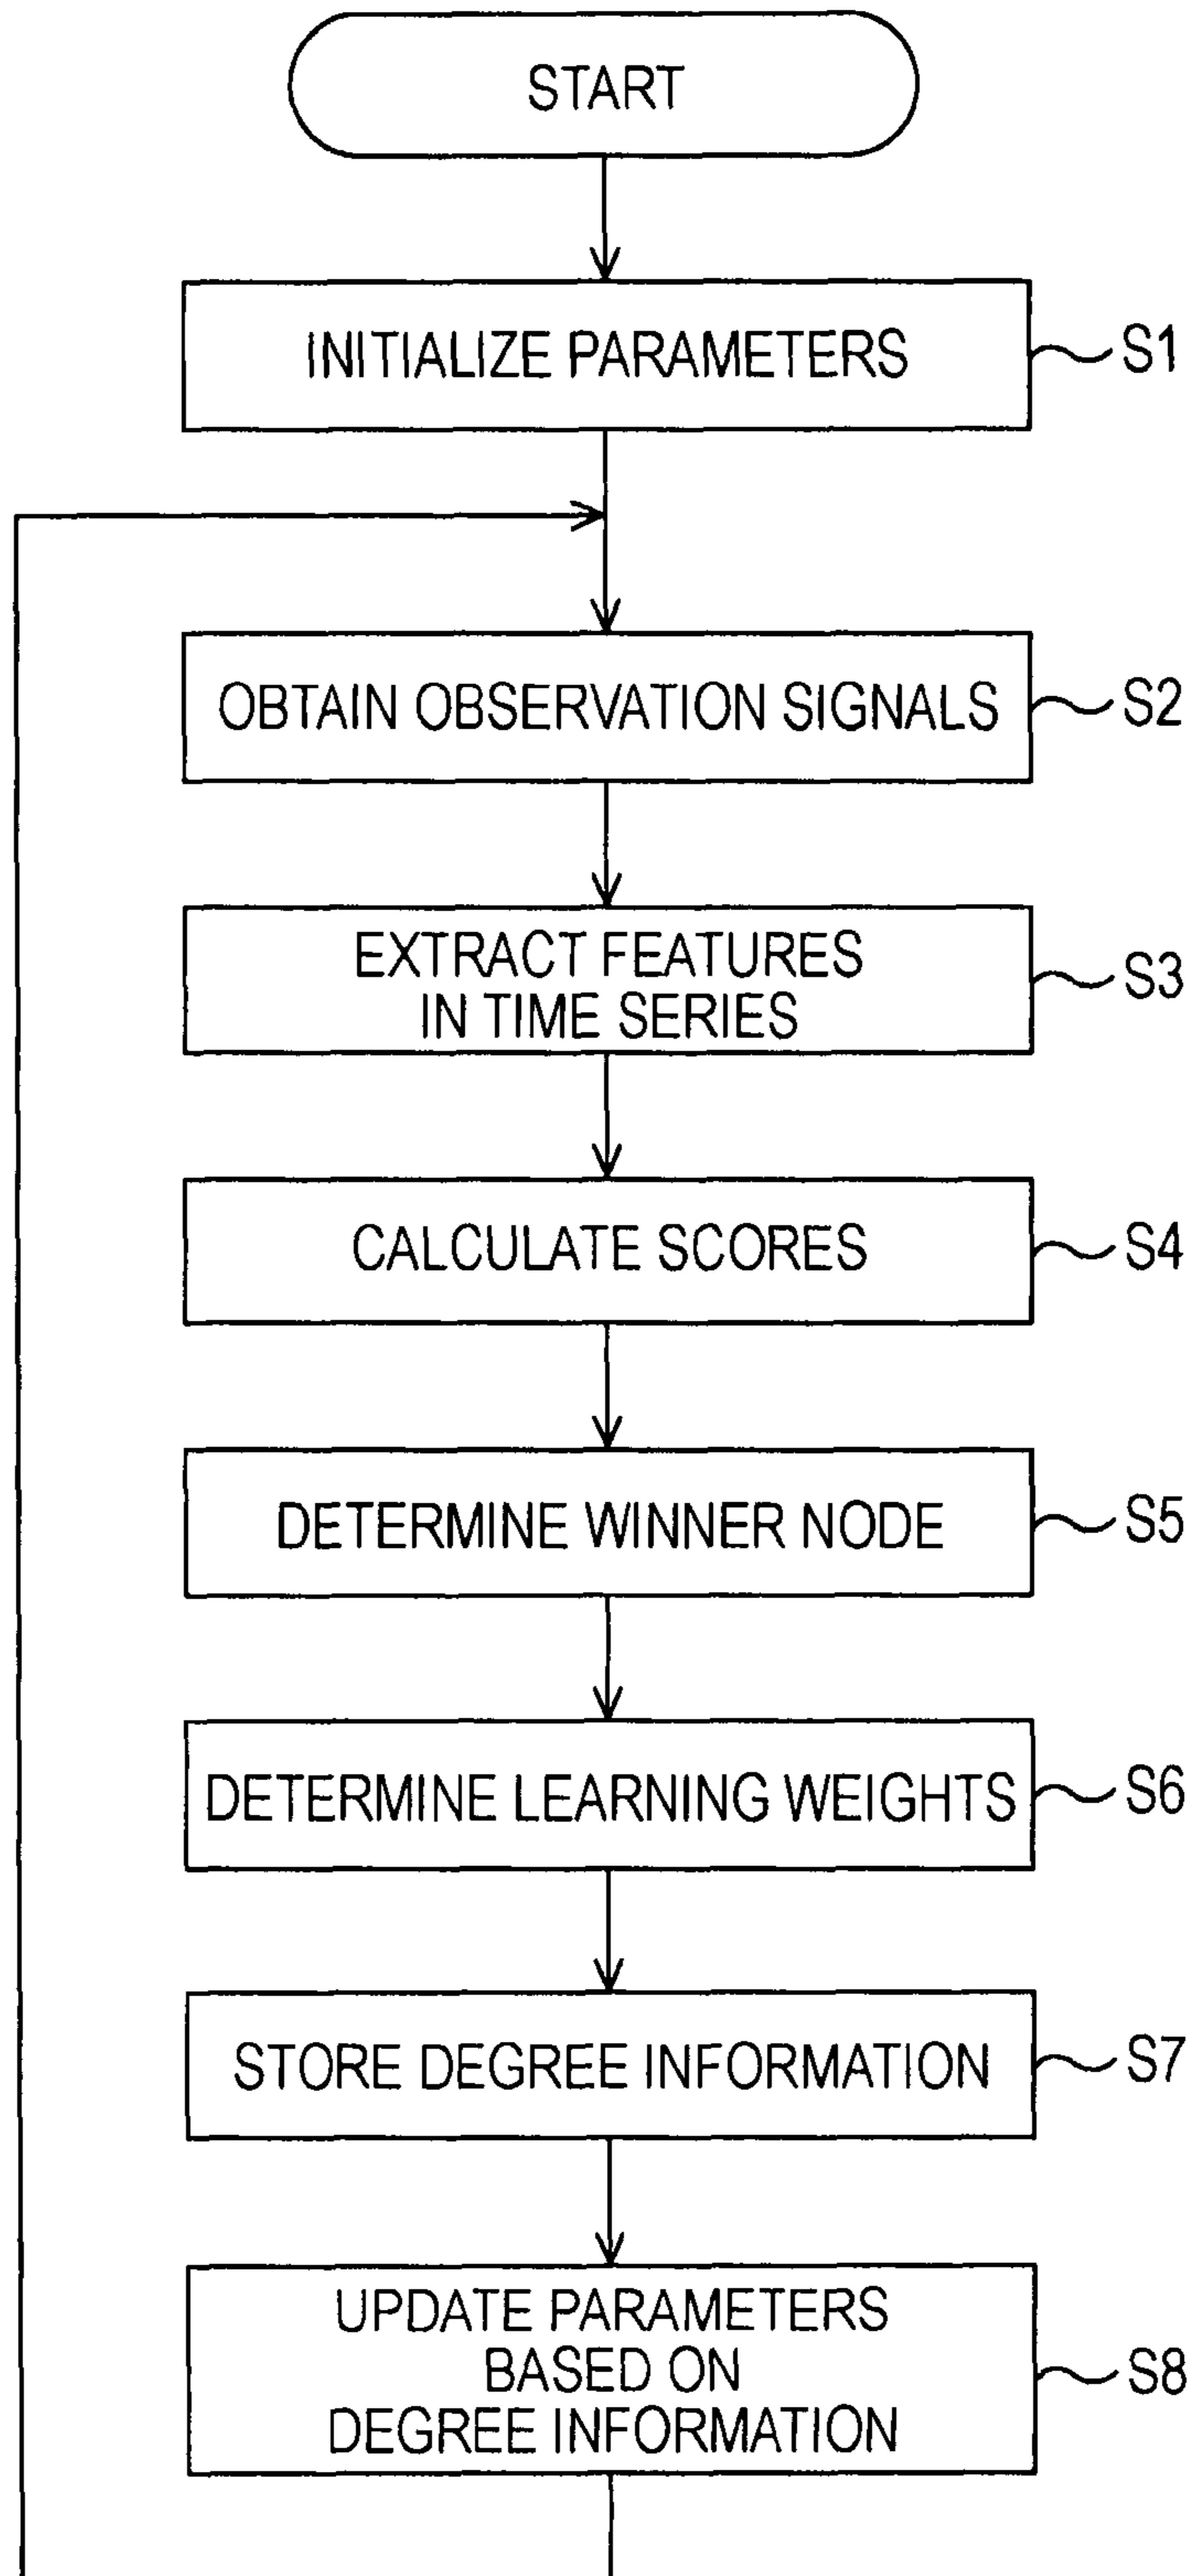 START
INITIALIZE PARAMETERS
S1
OBTAIN OBSERVATION SIGNALS
S2
EXTRACT FEATURES
IN TIME SERIES
S3
CALCULATE SCORES
S4
DETERMINE WINNER NODE
S5
DETERMINE LEARNING WEIGHTS
S6
STORE DEGREE INFORMATION
S7
UPDATE PARAMETERS
BASED ON
DEGREE INFORMATION
S8